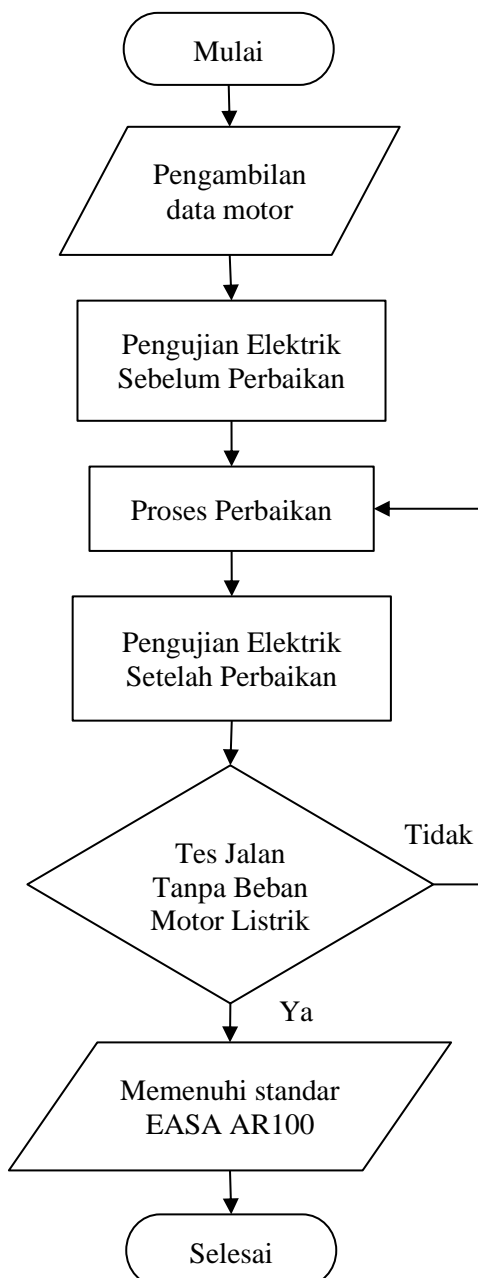 Mulai
Pengambilan
data motor
Pengujian Elektrik
Sebelum Perbaikan
Proses Perbaikan
Pengujian Elektrik
Setelah Perbaikan
Tes Jalan
Tanpa Beban
Motor Listrik
Tidak
Ya
Memenuhi standar
EASA AR100
Selesai